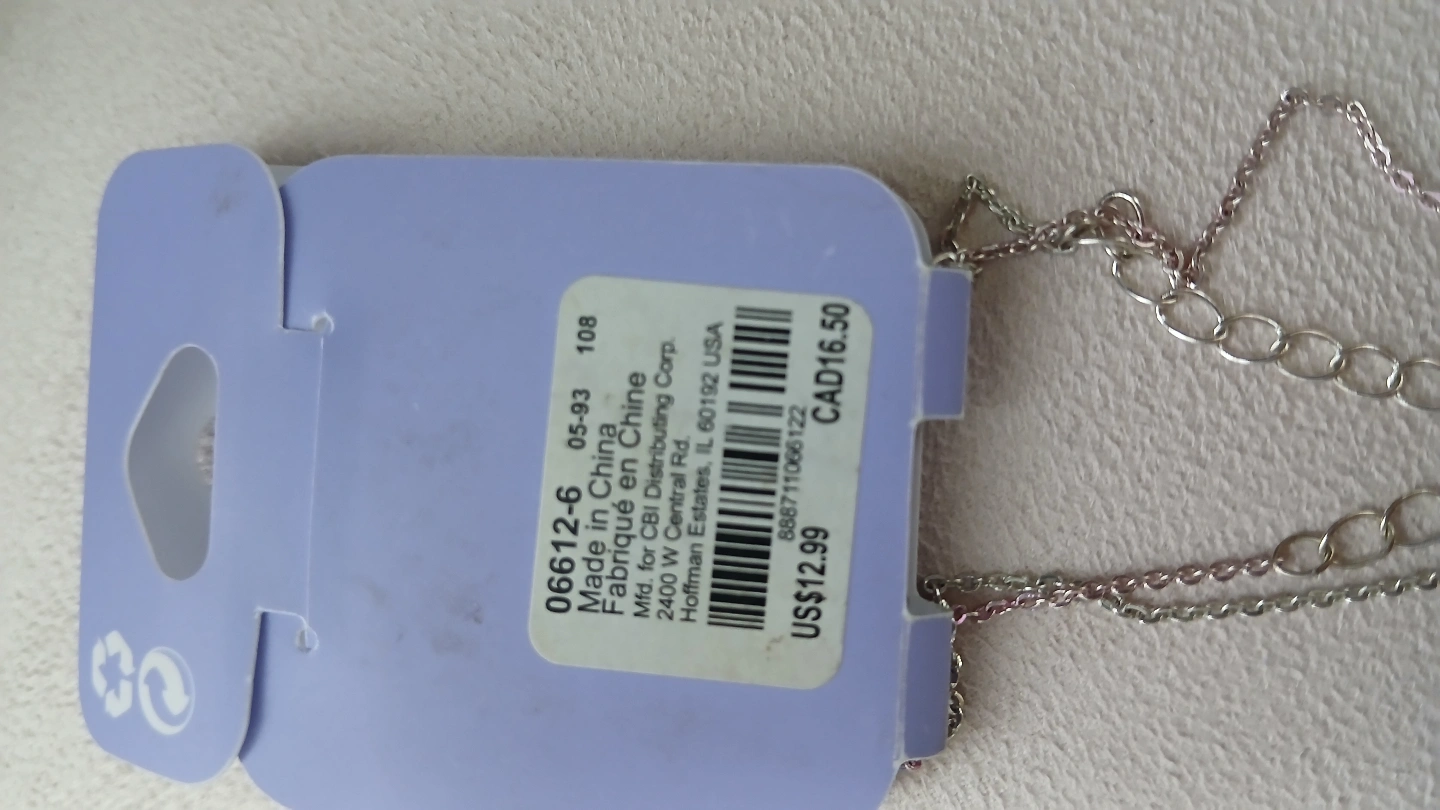 06612-6 05-93 108
Made in China
Fabriqué en Chine
Mfd. for CBI Distributing Corp.
2400 W Central Rd.
Hoffman Estates, IL 60192 USA
888711066122
US$12.99 CAD16.50